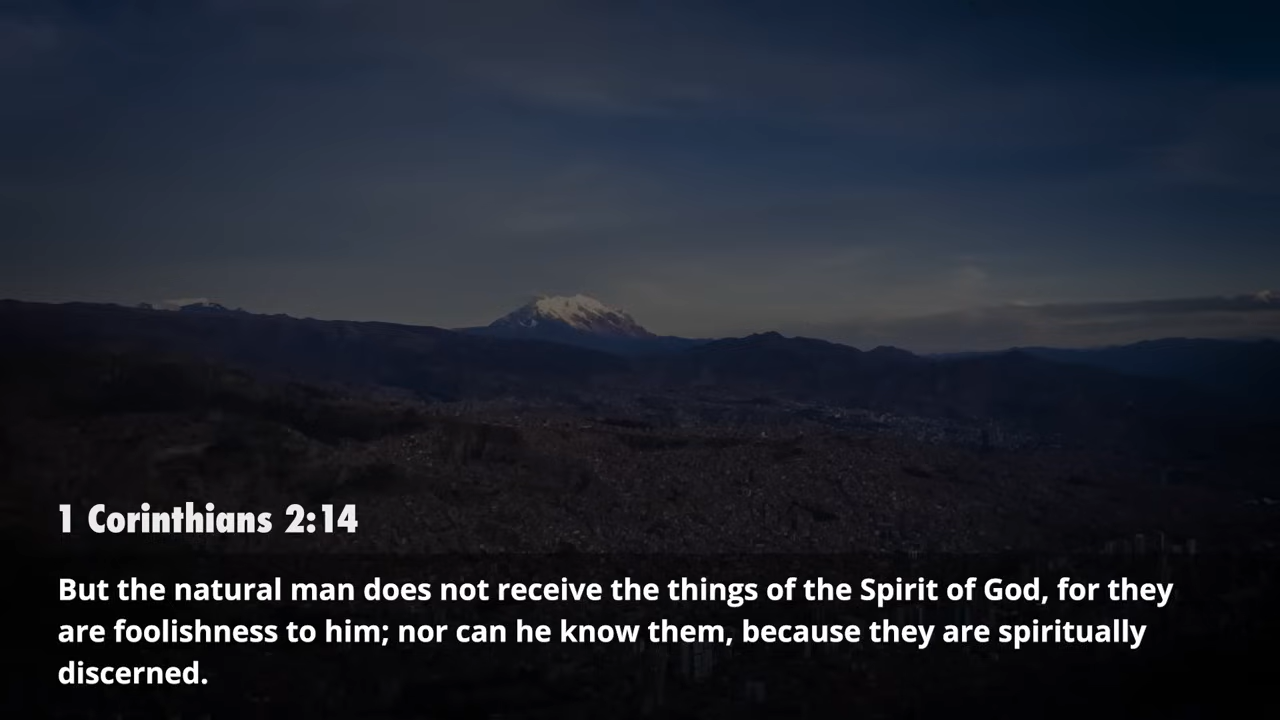 1 Corinthians 2:14
But the natural man does not receive the things of the Spirit of God, for they
are foolishness to him; nor can he know them, because they are spiritually
discerned.